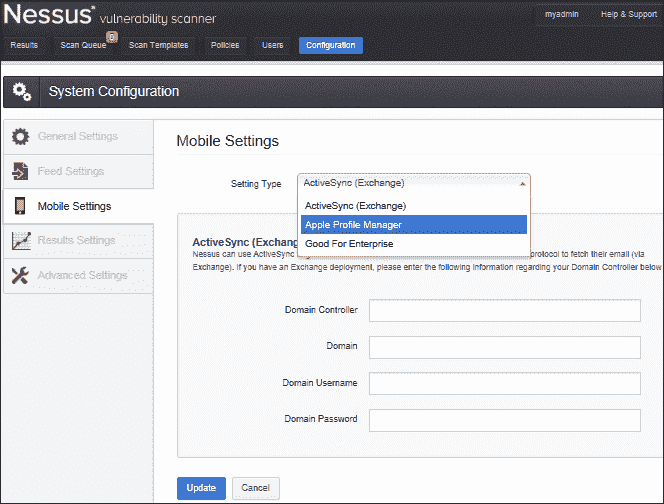 Nessus vulnerability scanner
myadmin Help & Support
Results Scan Queue 0 Scan Templates Policies Users Configuration
System Configuration
General Settings
Feed Settings
Mobile Settings
Results Settings
Advanced Settings
Mobile Settings
Setting Type ActiveSync (Exchange)
ActiveSync (Exchange)
Apple Profile Manager
Good For Enterprise
ActiveSync (Exchang
Nessus can use ActiveSync protocol to fetch their email (via
Exchange). If you have an Exchange deployment, please enter the following information regarding your Domain Controller below
Domain Controller
Domain
Domain Username
Domain Password
Update Cancel